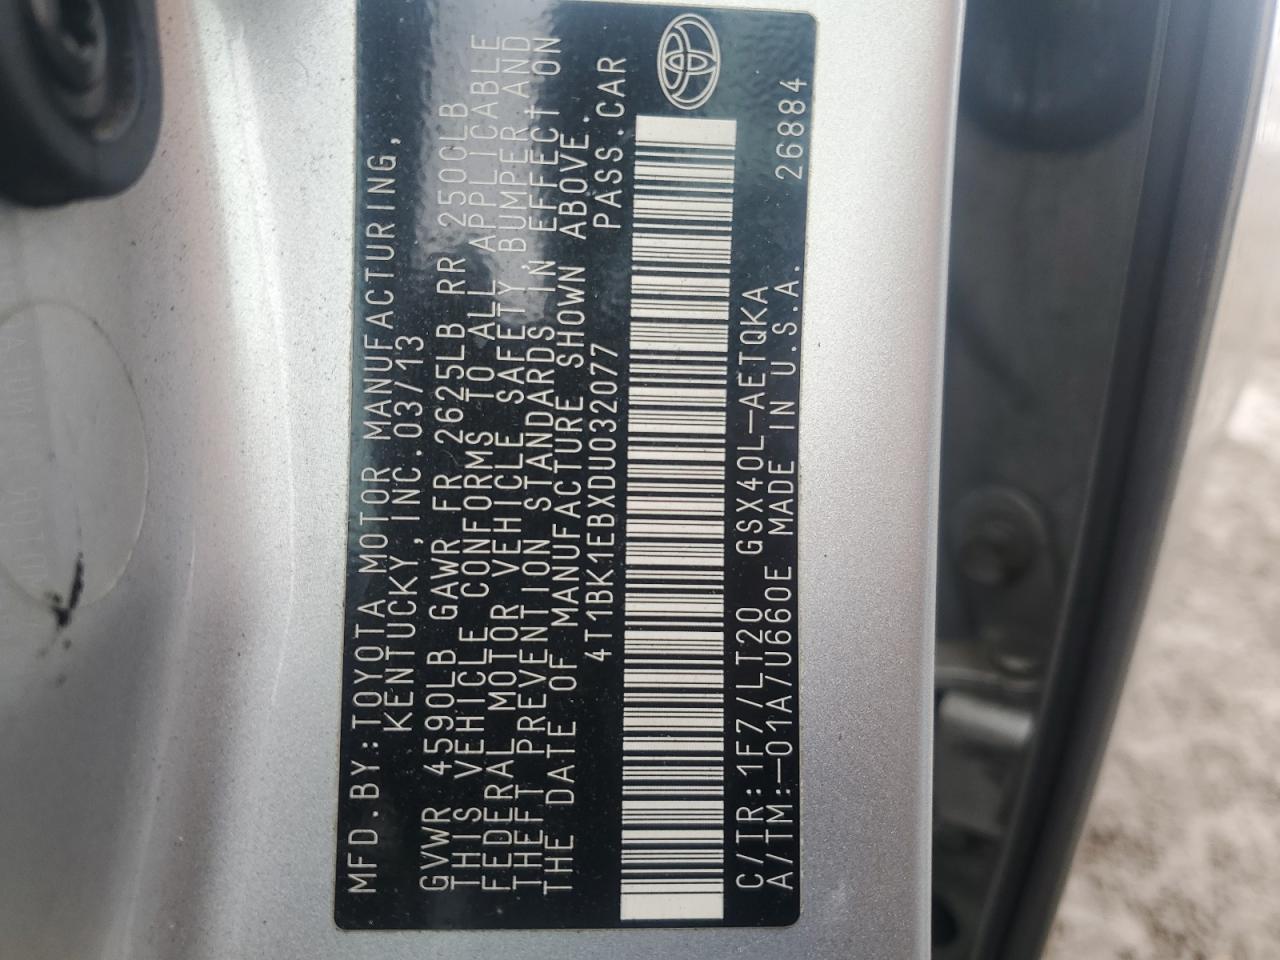 MFD.BY:TOYOTA MOTOR MANUFACTURING,
KENTUCKY,INC.03/13
GVWR 4590LB GAWR FR 2625LB RR 2500LB
THIS VEHICLE CONFORMS TO ALL APPLICABLE
FEDERAL MOTOR VEHICLE SAFETY,BUMPER,AND
THEFT PREVENTION STANDARDS IN EFFECT ON
THE DATE OF MANUFACTURE SHOWN ABOVE.
4T1BK1EBXDU032077 PASS.CAR
C/TR:1F7/LT20 GSX40L-AETQKA
A/TM:-01A/U660E MADE IN U.S.A. 26884